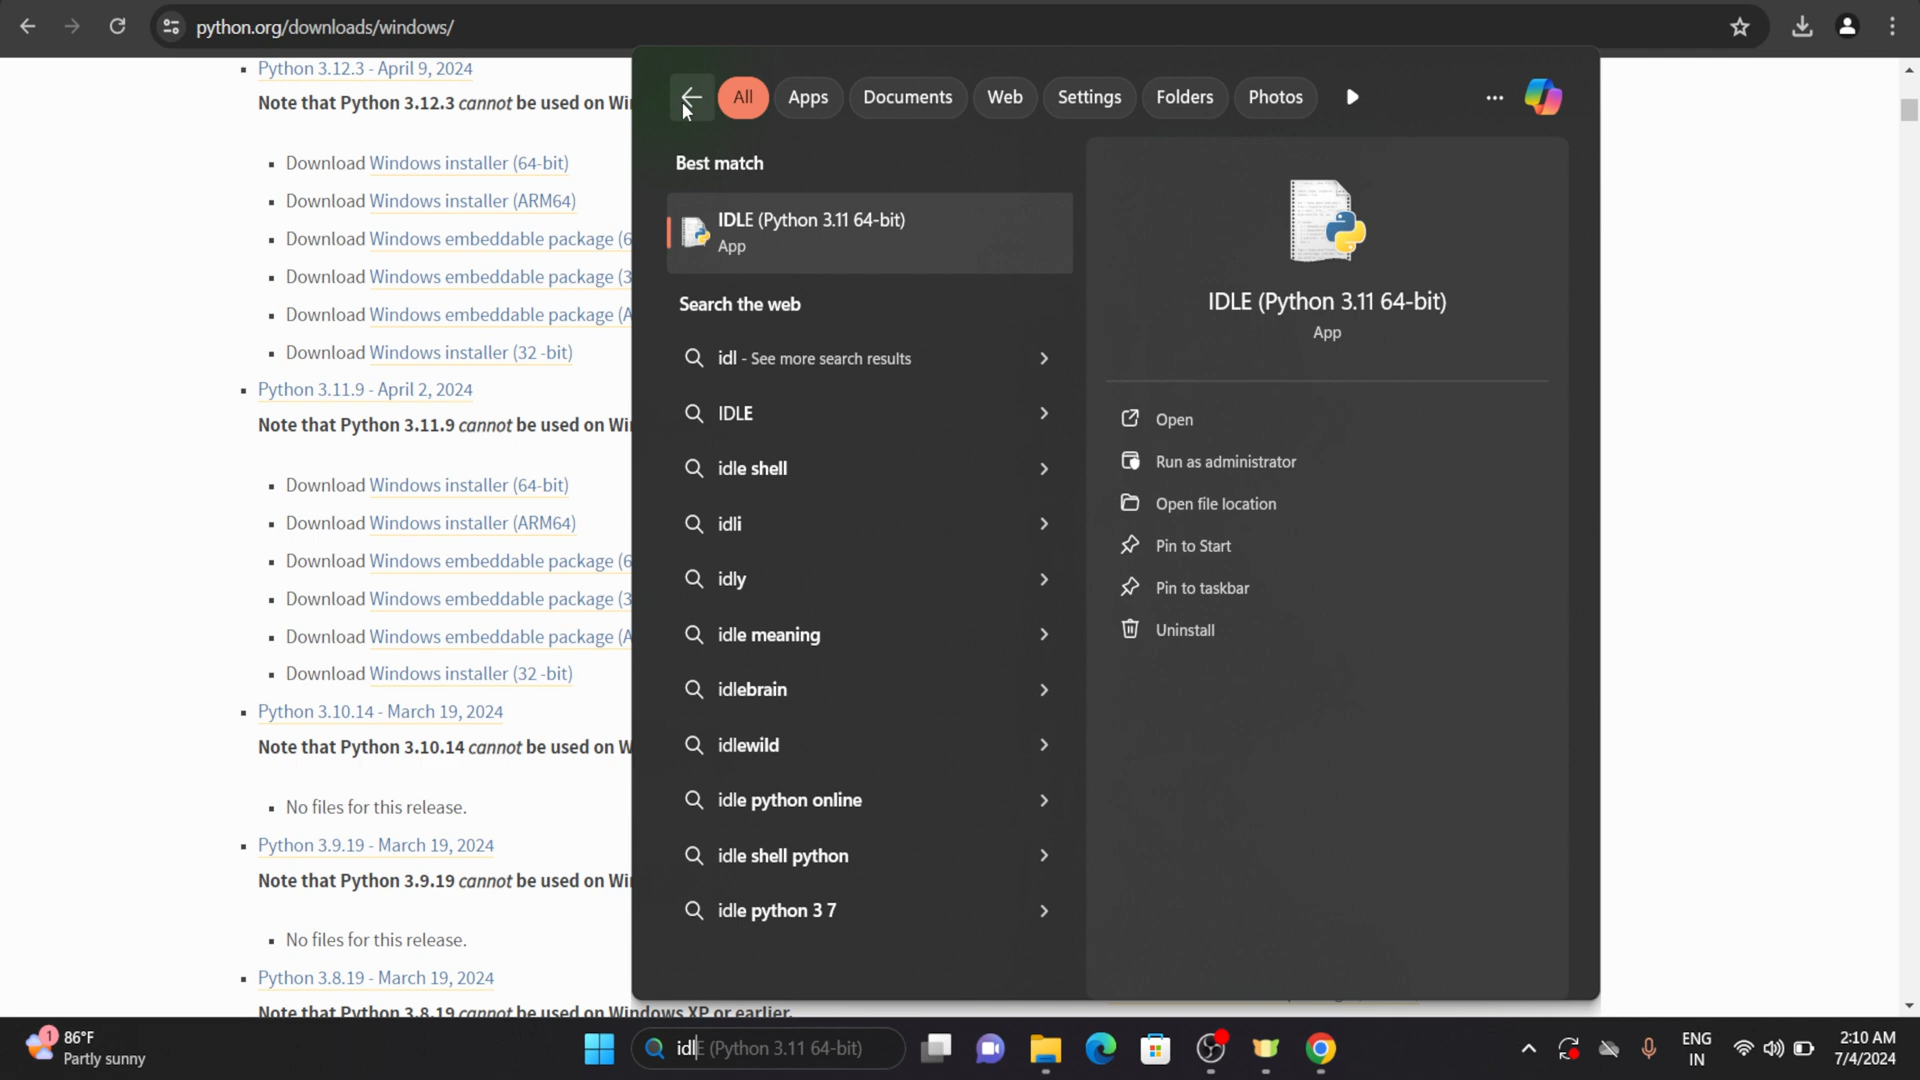 python.org/downloads/windows/
Python 3.12.3 - April 9, 2024
Note that Python 3.12.3 cannot be used on Wi
Download Windows installer (64-bit)
Download Windows installer (ARM64)
Download Windows embeddable package (6
Download Windows embeddable package (3
Download Windows embeddable package (A
Download Windows installer (32 -bit)
Python 3.11.9 - April 2, 2024
Note that Python 3.11.9 cannot be used on Wi
Download Windows installer (64-bit)
Download Windows installer (ARM64)
Download Windows embeddable package (6
Download Windows embeddable package (3
Download Windows embeddable package (A
Download Windows installer (32 -bit)
Python 3.10.14 - March 19, 2024
Note that Python 3.10.14 cannot be used on W
No files for this release.
Python 3.9.19 - March 19, 2024
Note that Python 3.9.19 cannot be used on Wi
No files for this release.
Python 3.8.19 - March 19, 2024
Note that Python 3.8.19 cannot be used on Windows XP or earlier.
All Apps Documents Web Settings Folders Photos
Best match
IDLE (Python 3.11 64-bit)
App
Search the web
idl - See more search results
IDLE
idle shell
idli
idly
idle meaning
idlebrain
idlewild
idle python online
idle shell python
idle python 3 7
IDLE (Python 3.11 64-bit)
App
Open
Run as administrator
Open file location
Pin to Start
Pin to taskbar
Uninstall
1
86°F
Partly sunny
idlE (Python 3.11 64-bit)
ENG
IN
2:10 AM
7/4/2024